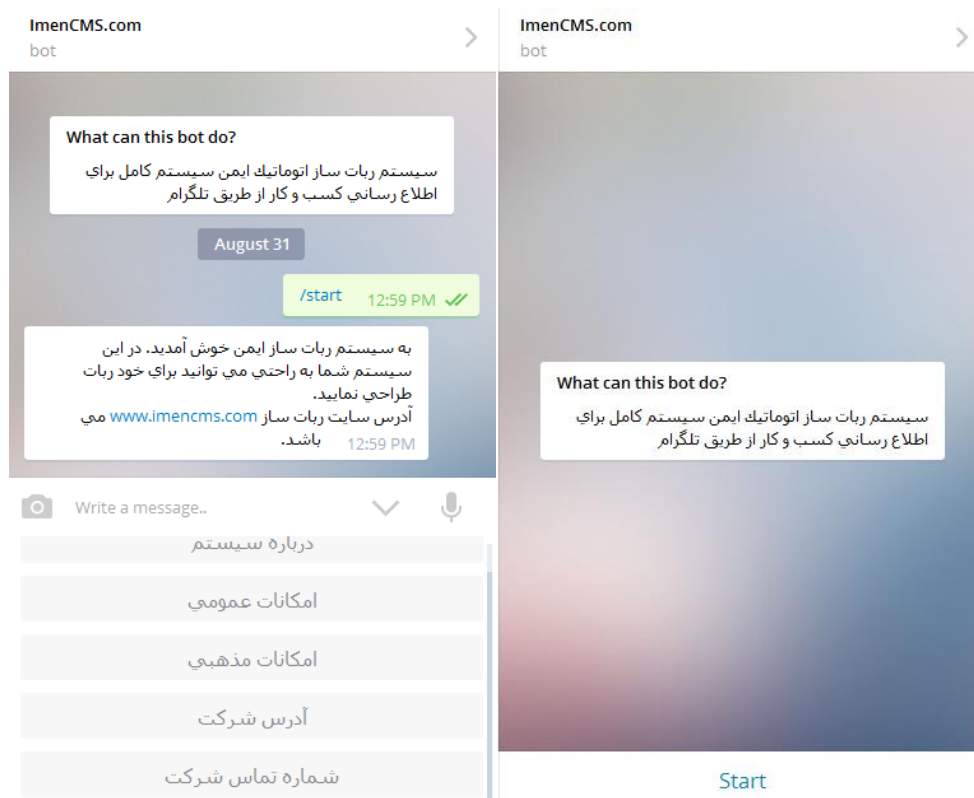 ImenCMS.com
bot
What can this bot do?
سيستم ربات ساز اتوماتيك ايمن سيستم كامل براي
اطلاع رساني كسب و كار از طريق تلگرام
August 31
/start 12:59 PM
به سيستم ربات ساز ايمن خوش آمديد. در اين
سيستم شما به راحتي مي توانيد براي خود ربات
طراحي نماييد.
آدرس سايت ربات ساز www.imencms.com مي
باشد. 12:59 PM
Write a message..
درباره سيستم
امكانات عمومي
امكانات مذهبي
آدرس شركت
شماره تماس شركت
ImenCMS.com
bot
What can this bot do?
سيستم ربات ساز اتوماتيك ايمن سيستم كامل براي
اطلاع رساني كسب و كار از طريق تلگرام
Start